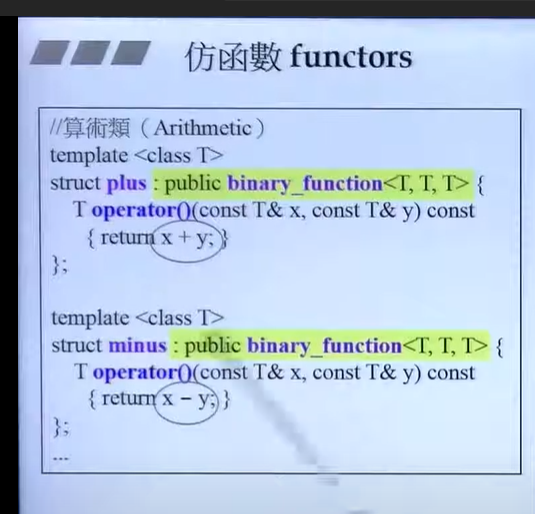 仿函數 functors
//算術類（Arithmetic）
template <class T>
struct plus : public binary_function<T, T, T> {
T operator()(const T& x, const T& y) const
{ return x + y; }
};
template <class T>
struct minus : public binary_function<T, T, T> {
T operator()(const T& x, const T& y) const
{ return x − y; }
};
...